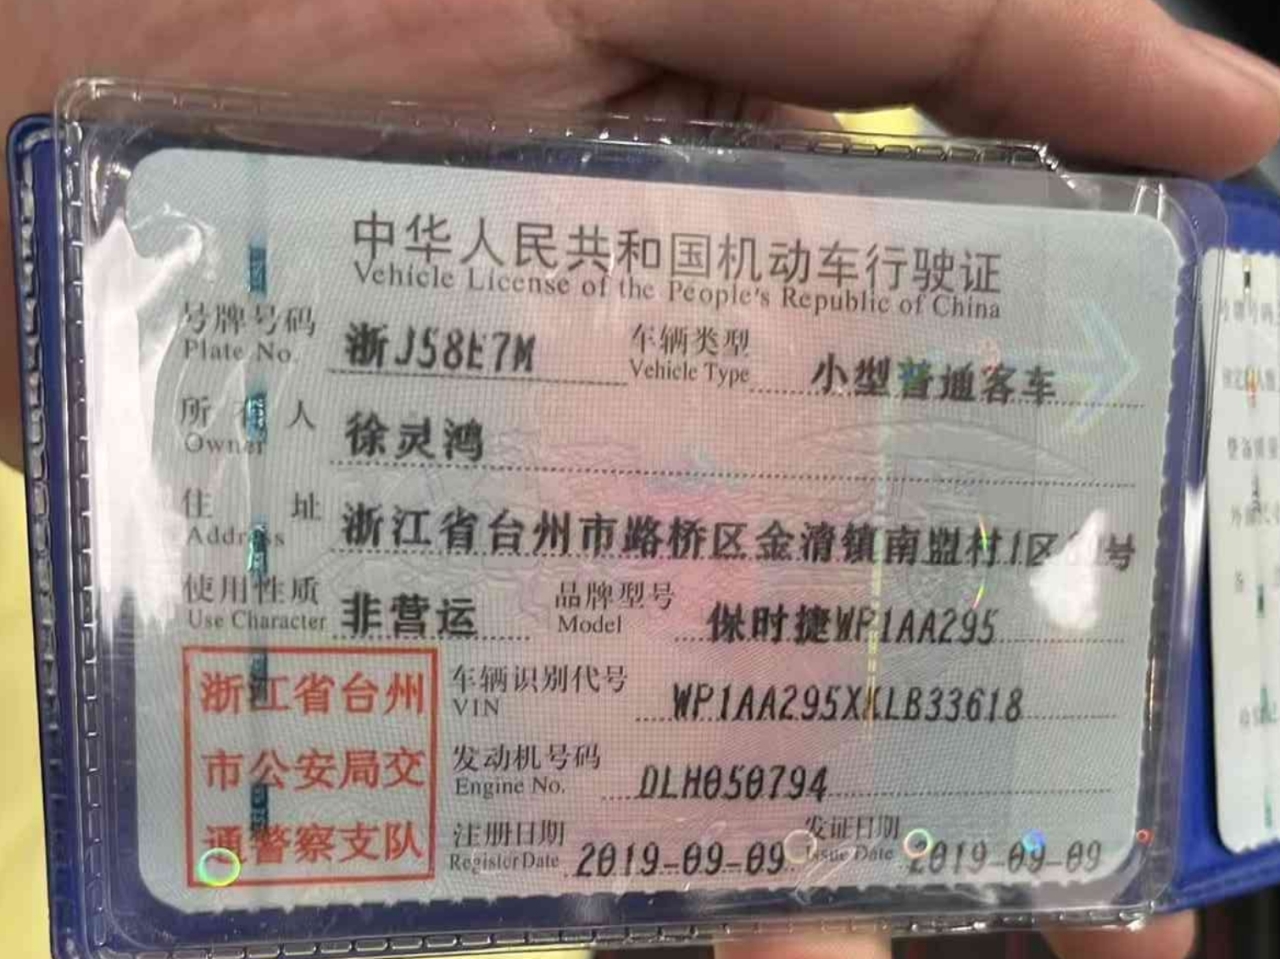 中华人民共和国机动车行驶证
Vehicle License of the People's Republic of China
号牌号码 浙J58E7M 车辆类型 小型普通客车
Plate No. Vehicle Type
所有人 徐灵鸿
Owner
住址 浙江省台州市路桥区金清镇南盟村1区 号
Address
使用性质 非营运 品牌型号 保时捷WP1AA295
Use Character Model
浙江省台州
市公安局交
通警察支队
车辆识别代号 WP1AA295XKLB33618
VIN
发动机号码 DLH050794
Engine No.
注册日期 2019-09-09 发证日期 2019-09-09
Register Date Issue Date